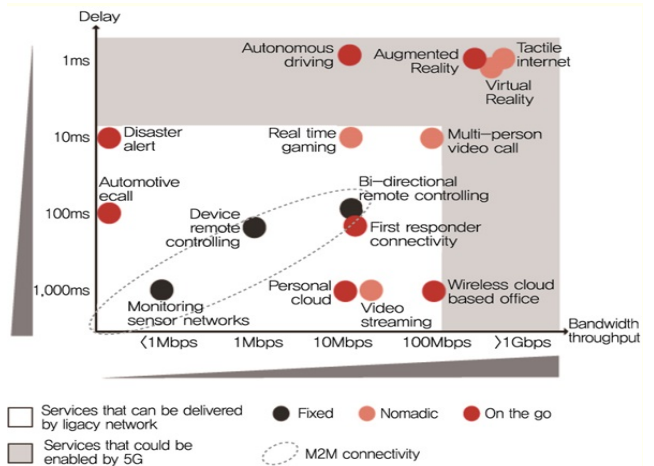 Delay
1ms
10ms
100ms
1,000ms
Autonomous
driving
Augmented
Reality
Tactile
internet
Virtual
Reality
Disaster
alert
Real time
gaming
Multi-person
video call
Automotive
ecall
Device
remote
controlling
Bi-directional
remote controlling
First responder
connectivity
Monitoring
sensor networks
Personal
cloud
Video
streaming
Wireless cloud
based office
<1Mbps
1Mbps
10Mbps
100Mbps
>1Gbps
Bandwidth
throughput
Services that can be delivered
by ligacy network
Services that could be
enabled by 5G
Fixed
Nomadic
On the go
M2M connectivity